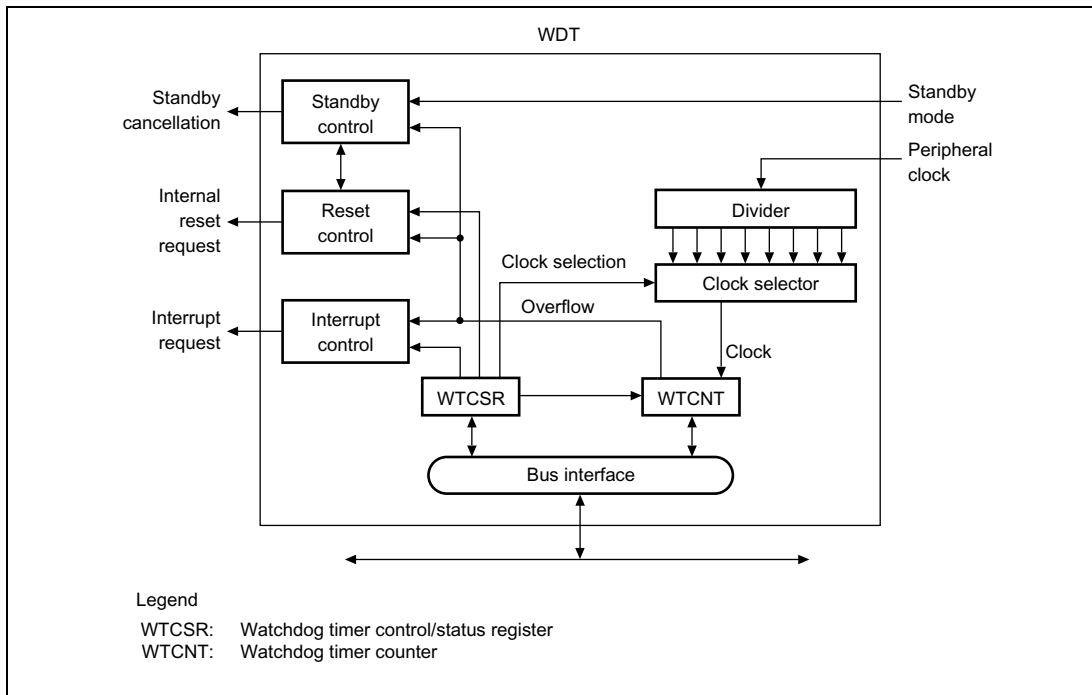 WDT
Standby
cancellation
Standby
control
Standby
mode
Peripheral
clock
Internal
reset
request
Reset
control
Divider
Clock selection
Clock selector
Interrupt
request
Interrupt
control
Overflow
Clock
WTCSR
WTCNT
Bus interface
Legend
WTCSR: Watchdog timer control/status register
WTCNT: Watchdog timer counter